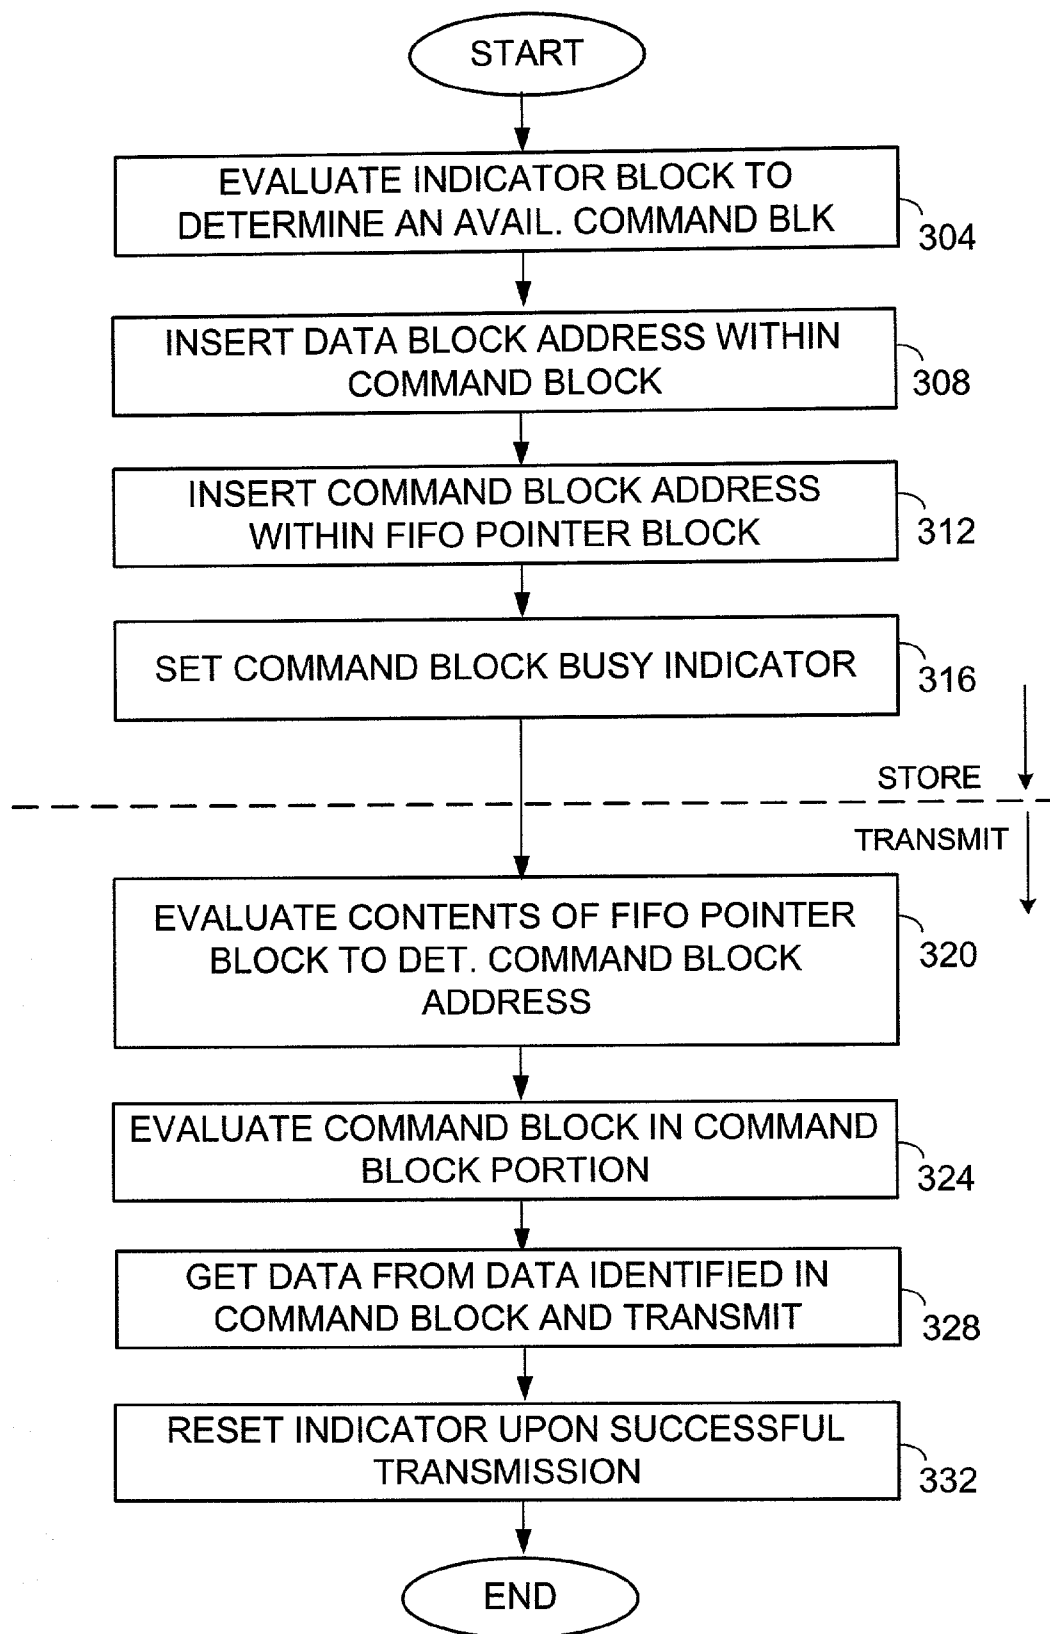 START
EVALUATE INDICATOR BLOCK TO
DETERMINE AN AVAIL. COMMAND BLK
304
INSERT DATA BLOCK ADDRESS WITHIN
COMMAND BLOCK
308
INSERT COMMAND BLOCK ADDRESS
WITHIN FIFO POINTER BLOCK
312
SET COMMAND BLOCK BUSY INDICATOR
316
STORE
TRANSMIT
EVALUATE CONTENTS OF FIFO POINTER
BLOCK TO DET. COMMAND BLOCK
ADDRESS
320
EVALUATE COMMAND BLOCK IN COMMAND
BLOCK PORTION
324
GET DATA FROM DATA IDENTIFIED IN
COMMAND BLOCK AND TRANSMIT
328
RESET INDICATOR UPON SUCCESSFUL
TRANSMISSION
332
END